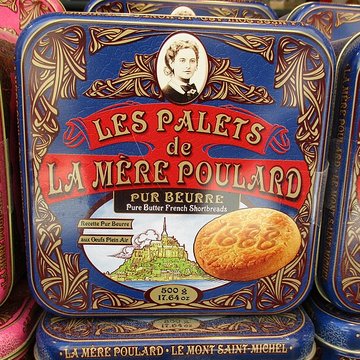 LES PALETS
de
LA MÈRE POULARD
PUR BEURRE
Pure Butter French Shortbreads
Recette Pur Beurre
aux Oeufs Plein Air
500 g
17.64 oz
LA MÈRE POULARD • LE MONT SAINT-MICHEL